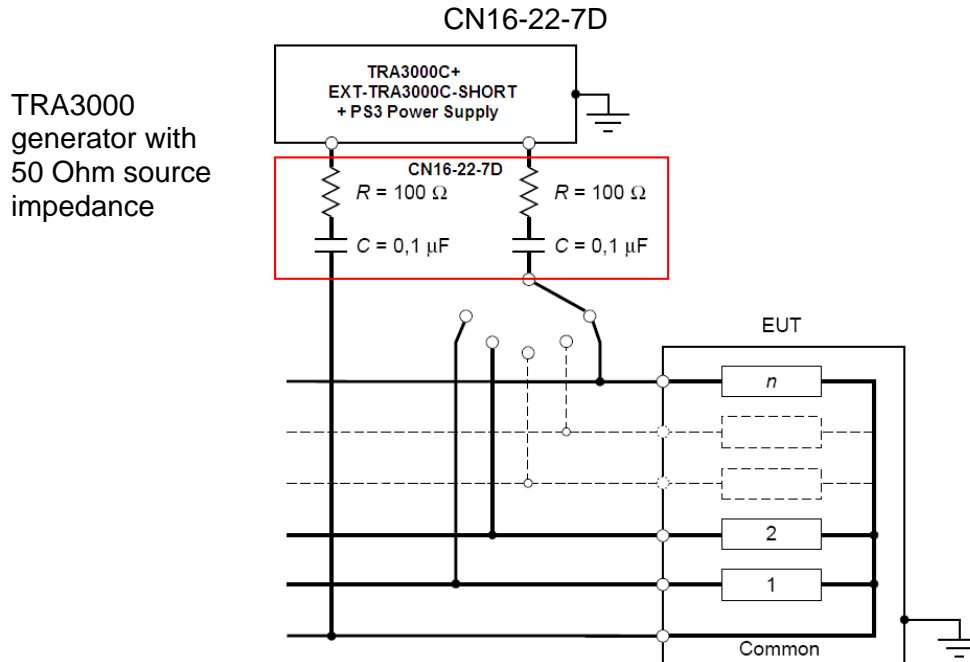 CN16-22-7D
TRA3000
generator with
50 Ohm source
impedance
TRA3000C+
EXT-TRA3000C-SHORT
+ PS3 Power Supply
CN16-22-7D
R = 100 Ω
R = 100 Ω
C = 0,1 μF
C = 0,1 μF
EUT
n
2
1
Common